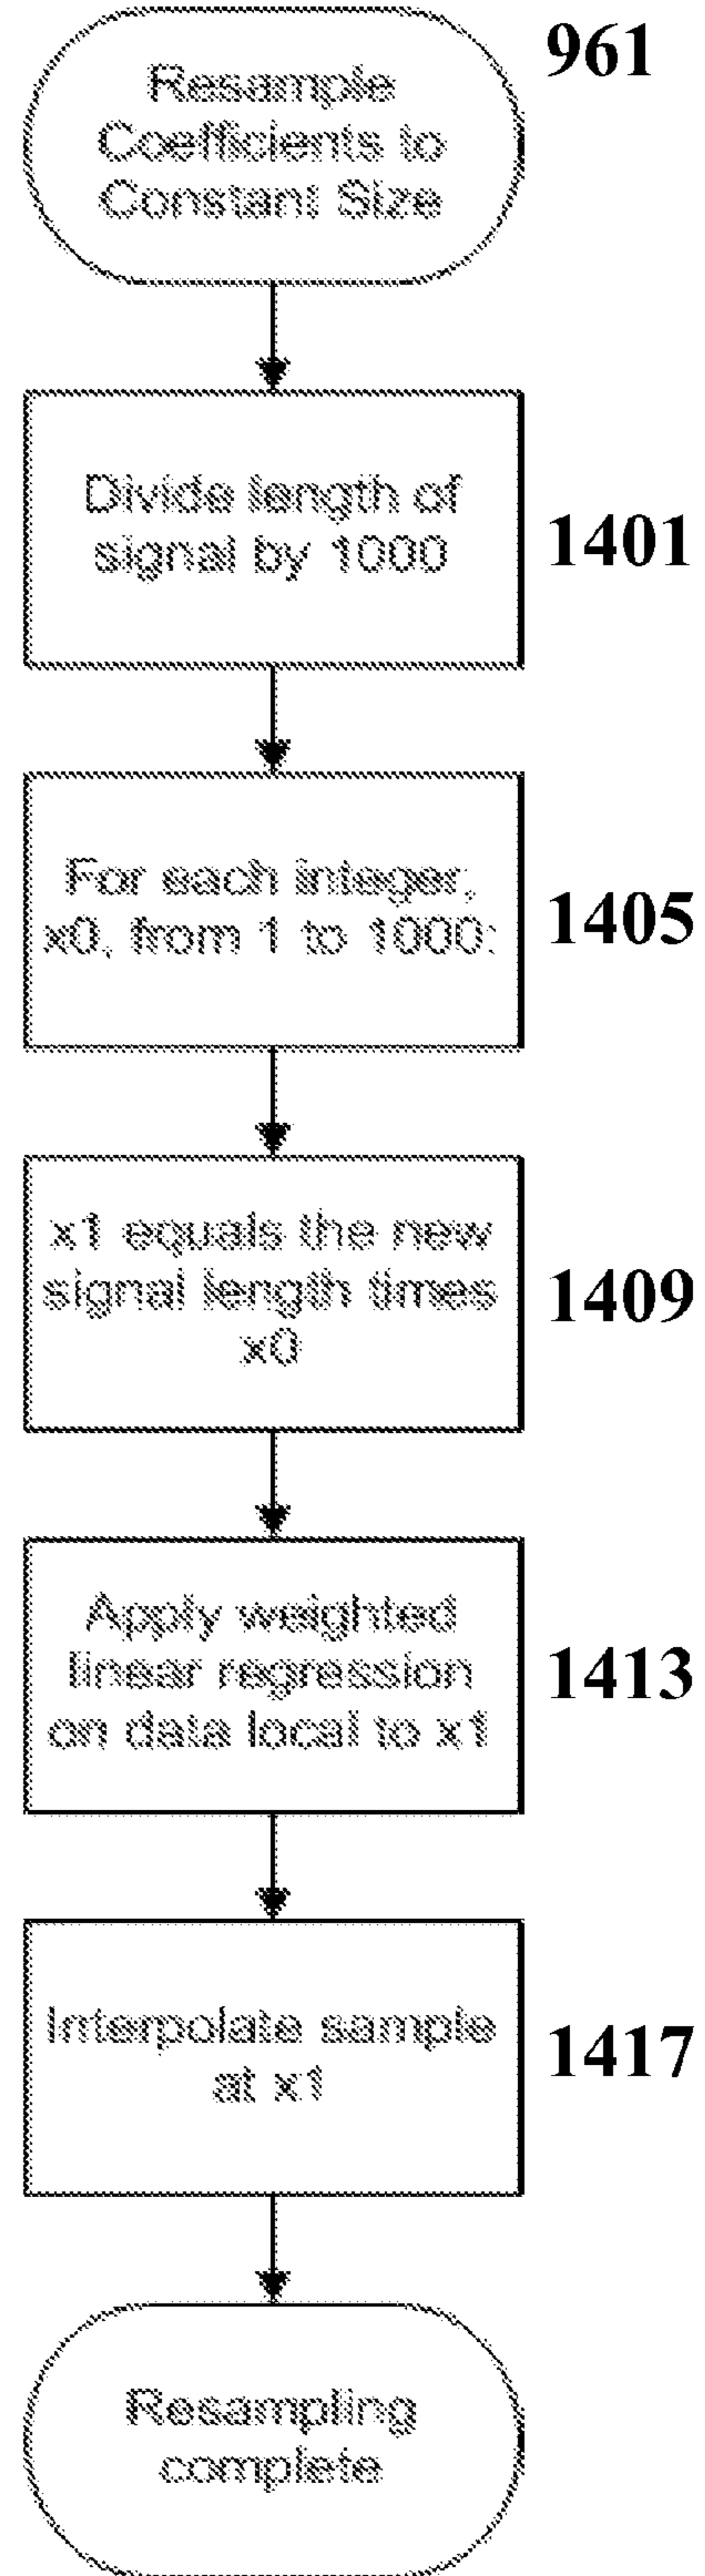 961
Resample
Coefficients to
Constant Size
Divide length of
signal by 1000
1401
For each integer,
x0, from 1 to 1000:
1405
x1 equals the new
signal length times
x0
1409
Apply weighted
linear regression
on data local to x1
1413
Interpolate sample
at x1
1417
Resampling
complete